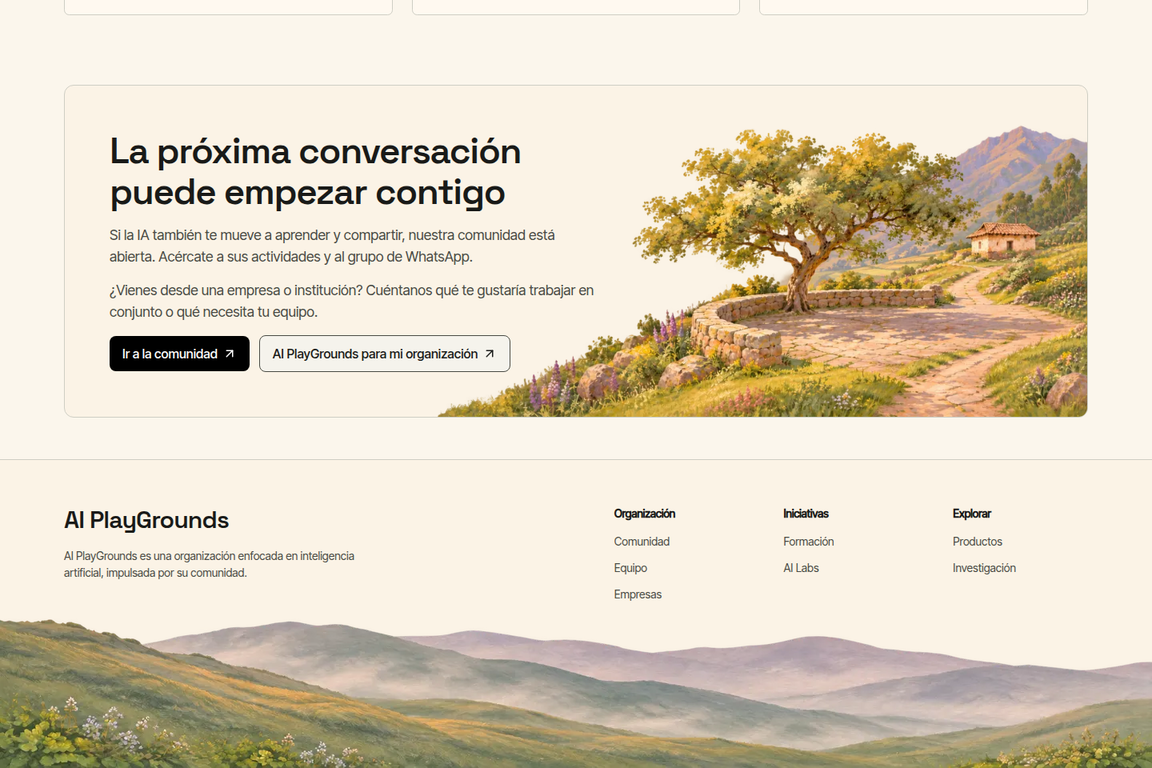 La próxima conversación
puede empezar contigo
Si la IA también te mueve a aprender y compartir, nuestra comunidad está
abierta. Acércate a sus actividades y al grupo de WhatsApp.
¿Vienes desde una empresa o institución? Cuéntanos qué te gustaría trabajar en
conjunto o qué necesita tu equipo.
Ir a la comunidad
AI PlayGrounds para mi organización
AI PlayGrounds
AI PlayGrounds es una organización enfocada en inteligencia
artificial, impulsada por su comunidad.
Organización
Comunidad
Equipo
Empresas
Iniciativas
Formación
AI Labs
Explorar
Productos
Investigación